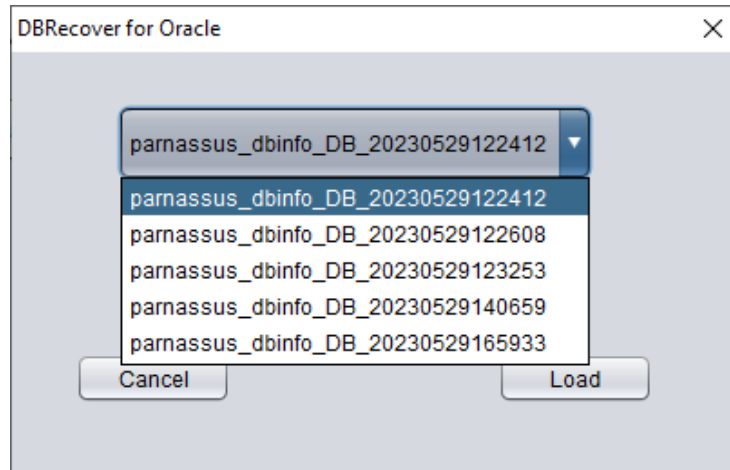 DBRecover for Oracle
parnassus_dbinfo_DB_20230529122412
parnassus_dbinfo_DB_20230529122412
parnassus_dbinfo_DB_20230529122608
parnassus_dbinfo_DB_20230529123253
parnassus_dbinfo_DB_20230529140659
parnassus_dbinfo_DB_20230529165933
Cancel Load